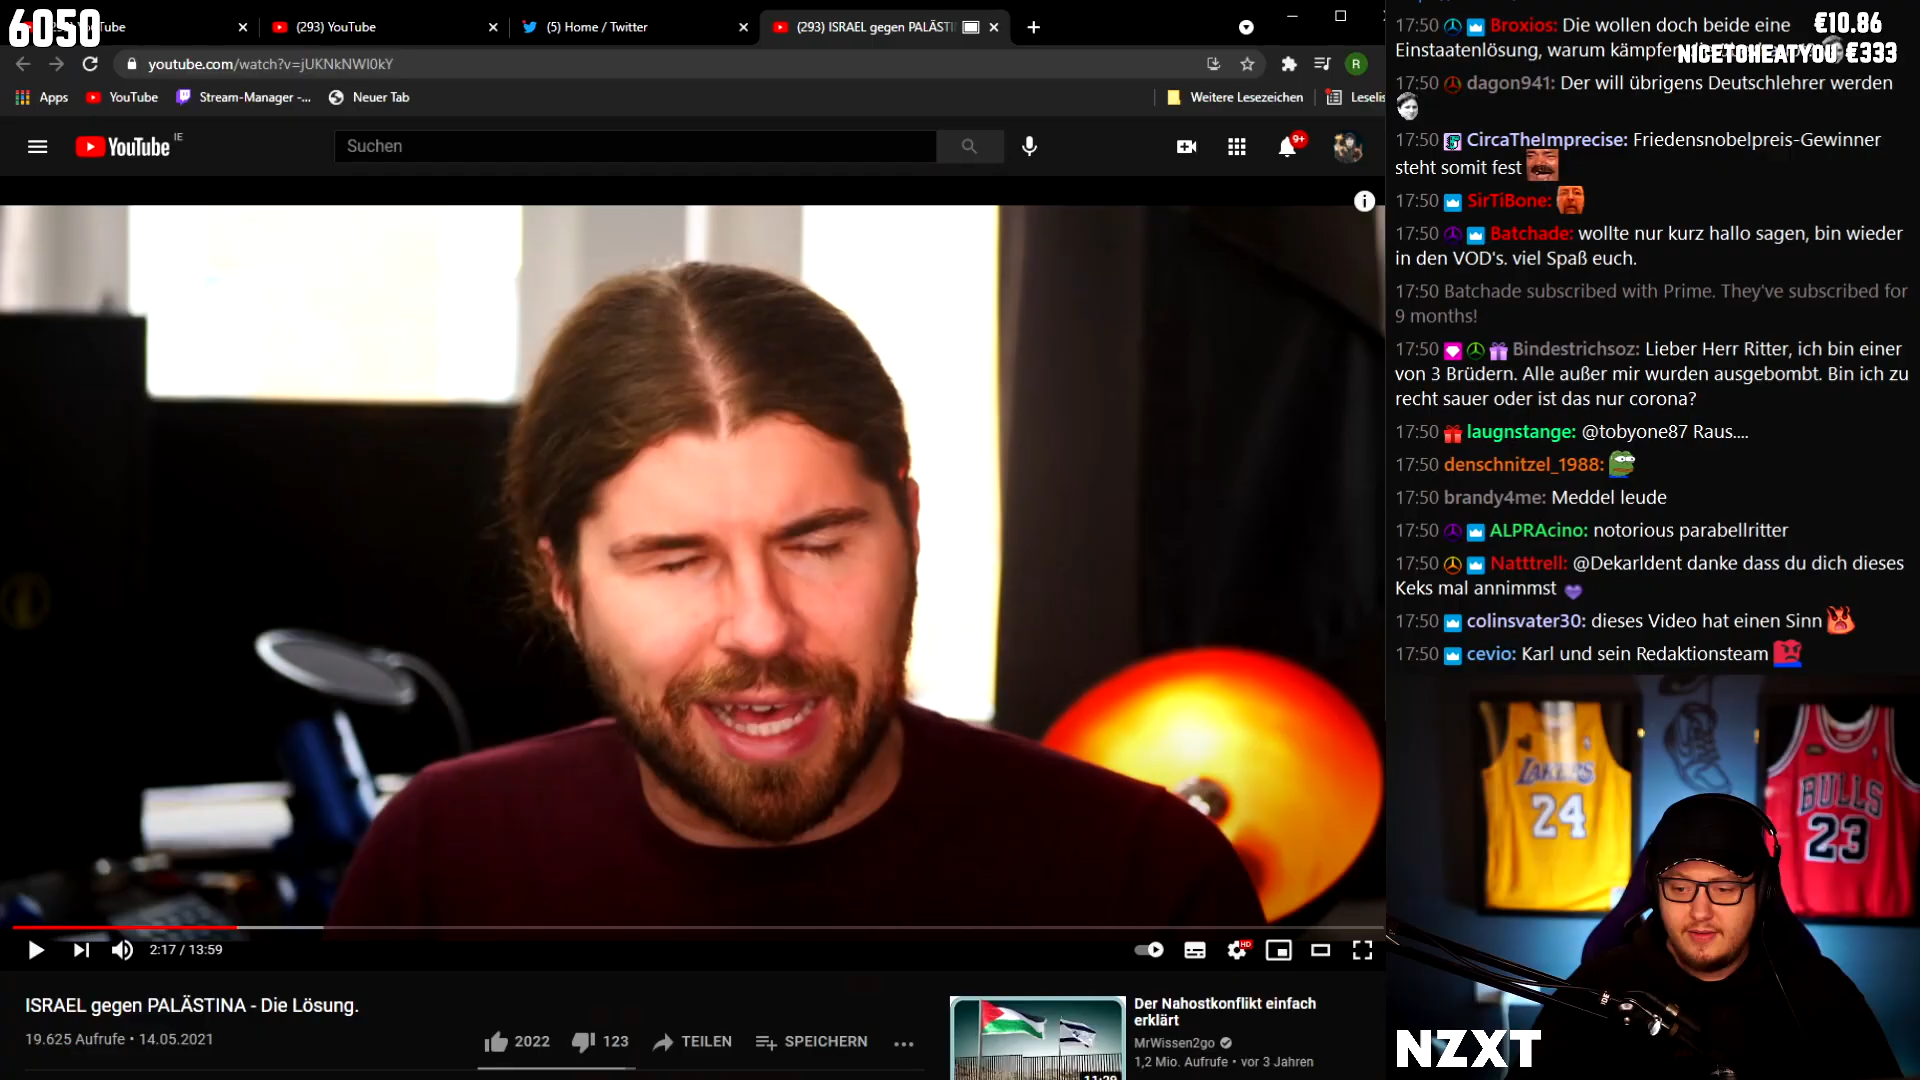 6050
YouTube
(293) YouTube
(5) Home / Twitter
(293) ISRAEL gegen PALÄSTI
youtube.com/watch?v=jUKNkNWI0kY
R
Apps
YouTube
Stream-Manager -...
Neuer Tab
Weitere Lesezeichen
Leselis
YouTube
IE
Suchen
9+
2:17 / 13:59
HD
ISRAEL gegen PALÄSTINA - Die Lösung.
19.625 Aufrufe • 14.05.2021
2022
123
TEILEN
SPEICHERN
Der Nahostkonflikt einfach
erklärt
MrWissen2go
1,2 Mio. Aufrufe • vor 3 Jahren
11:29
€10.86
NICETOHEATYOU €333
17:50 Broxios: Die wollen doch beide eine
Einstaatenlösung, warum kämpfen
17:50 dagon941: Der will übrigens Deutschlehrer werden
17:50 CircaTheImprecise: Friedensnobelpreis-Gewinner
steht somit fest
17:50 SirTiBone:
17:50 Batchade: wollte nur kurz hallo sagen, bin wieder
in den VOD's. viel Spaß euch.
17:50 Batchade subscribed with Prime. They've subscribed for
9 months!
17:50 Bindestrichsoz: Lieber Herr Ritter, ich bin einer
von 3 Brüdern. Alle außer mir wurden ausgebombt. Bin ich zu
recht sauer oder ist das nur corona?
17:50 laugnstange: @tobyone87 Raus....
17:50 denschnitzel_1988:
17:50 brandy4me: Meddel leude
17:50 ALPRAcino: notorious parabellritter
17:50 Natttrell: @Dekarldent danke dass du dich dieses
Keks mal annimmst
17:50 colinsvater30: dieses Video hat einen Sinn
17:50 cevio: Karl und sein Redaktionsteam
LAKERS
24
BULLS
23
NZXT